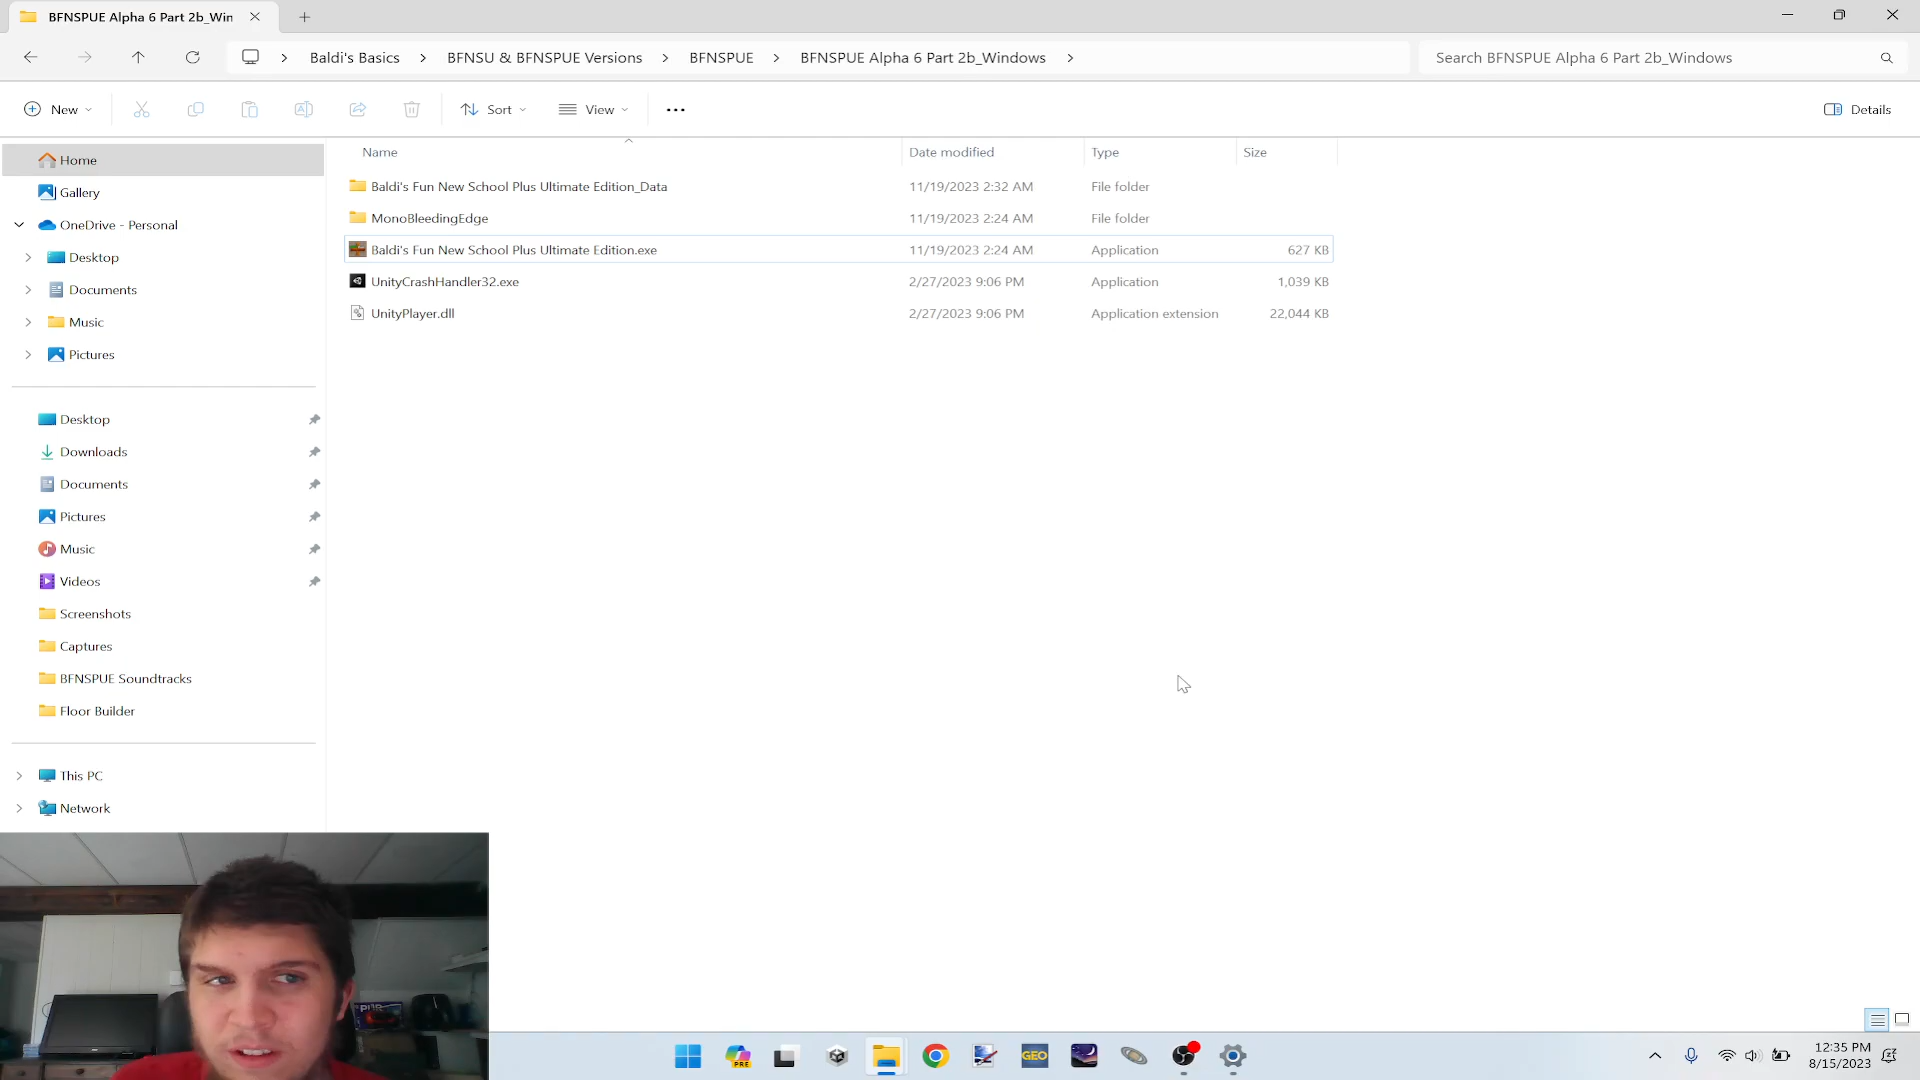 BFNSPUE Alpha 6 Part 2b_Win
Baldi's Basics
BFNSU & BFNSPUE Versions
BFNSPUE
BFNSPUE Alpha 6 Part 2b_Windows
Search BFNSPUE Alpha 6 Part 2b_Windows
New
Sort
View
Details
Name
Date modified
Type
Size
Baldi's Fun New School Plus Ultimate Edition_Data
11/19/2023 2:32 AM
File folder
MonoBleedingEdge
11/19/2023 2:24 AM
File folder
Baldi's Fun New School Plus Ultimate Edition.exe
11/19/2023 2:24 AM
Application
627 KB
UnityCrashHandler32.exe
2/27/2023 9:06 PM
Application
1,039 KB
UnityPlayer.dll
2/27/2023 9:06 PM
Application extension
22,044 KB
Home
Gallery
OneDrive - Personal
Desktop
Documents
Music
Pictures
Desktop
Downloads
Documents
Pictures
Music
Videos
Screenshots
Captures
BFNSPUE Soundtracks
Floor Builder
This PC
Network
PRE
GEO
12:35 PM
8/15/2023